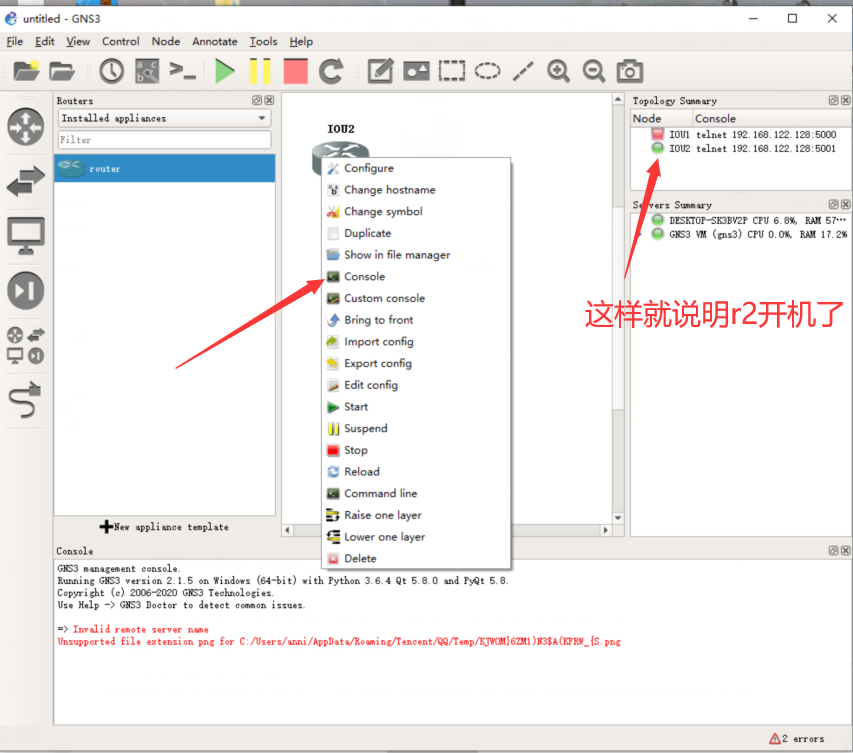 untitled - GNS3
File Edit View Control Node Annotate Tools Help
Routers
Installed appliances
Filter
router
New appliance template
IOU2
Configure
Change hostname
Change symbol
Duplicate
Show in file manager
Console
Custom console
Bring to front
Import config
Export config
Edit config
Start
Suspend
Stop
Reload
Command line
Raise one layer
Lower one layer
Delete
Topology Summary
Node Console
IOU1 telnet 192.168.122.128:5000
IOU2 telnet 192.168.122.128:5001
Servers Summary
DESKTOP-SK3BV2P CPU 6.8%, RAM 57...
GNS3 VM (gns3) CPU 0.0%, RAM 17.2%
这样就说明r2开机了
Console
GNS3 management console.
Running GNS3 version 2.1.5 on Windows (64-bit) with Python 3.6.4 Qt 5.8.0 and PyQt 5.8.
Copyright (c) 2006-2020 GNS3 Technologies.
Use Help -> GNS3 Doctor to detect common issues.
=> Invalid remote server name
Unsupported file extension png for C:/Users/anni/AppData/Roaming/Tencent/QQ/Temp/KJWOM}6ZM1)N3$A(KPRW_{S.png
2 errors